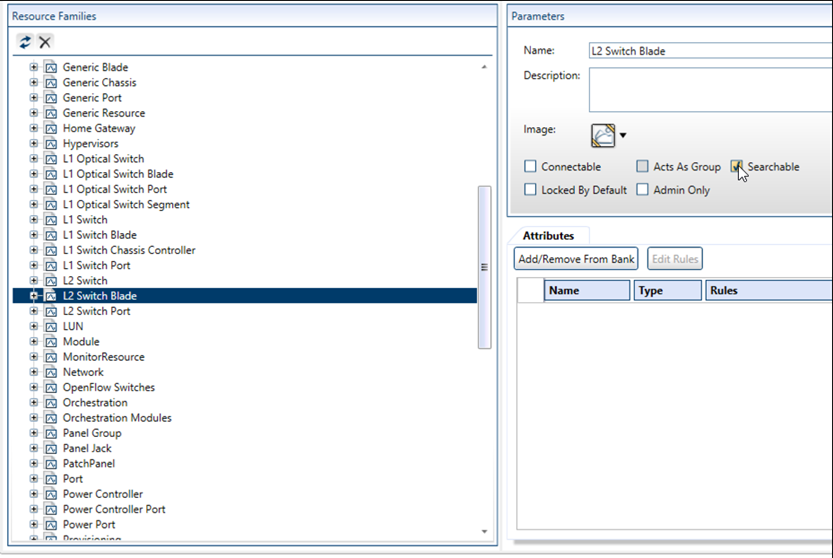 Resource Families
Generic Blade
Generic Chassis
Generic Port
Generic Resource
Home Gateway
Hypervisors
L1 Optical Switch
L1 Optical Switch Blade
L1 Optical Switch Port
L1 Optical Switch Segment
L1 Switch
L1 Switch Blade
L1 Switch Chassis Controller
L1 Switch Port
L2 Switch
L2 Switch Blade
L2 Switch Port
LUN
Module
MonitorResource
Network
OpenFlow Switches
Orchestration
Orchestration Modules
Panel Group
Panel Jack
PatchPanel
Port
Power Controller
Power Controller Port
Power Port
Provisioning
Parameters
Name: L2 Switch Blade
Description:
Image:
Connectable Acts As Group Searchable
Locked By Default Admin Only
Attributes
Add/Remove From Bank Edit Rules
Name Type Rules